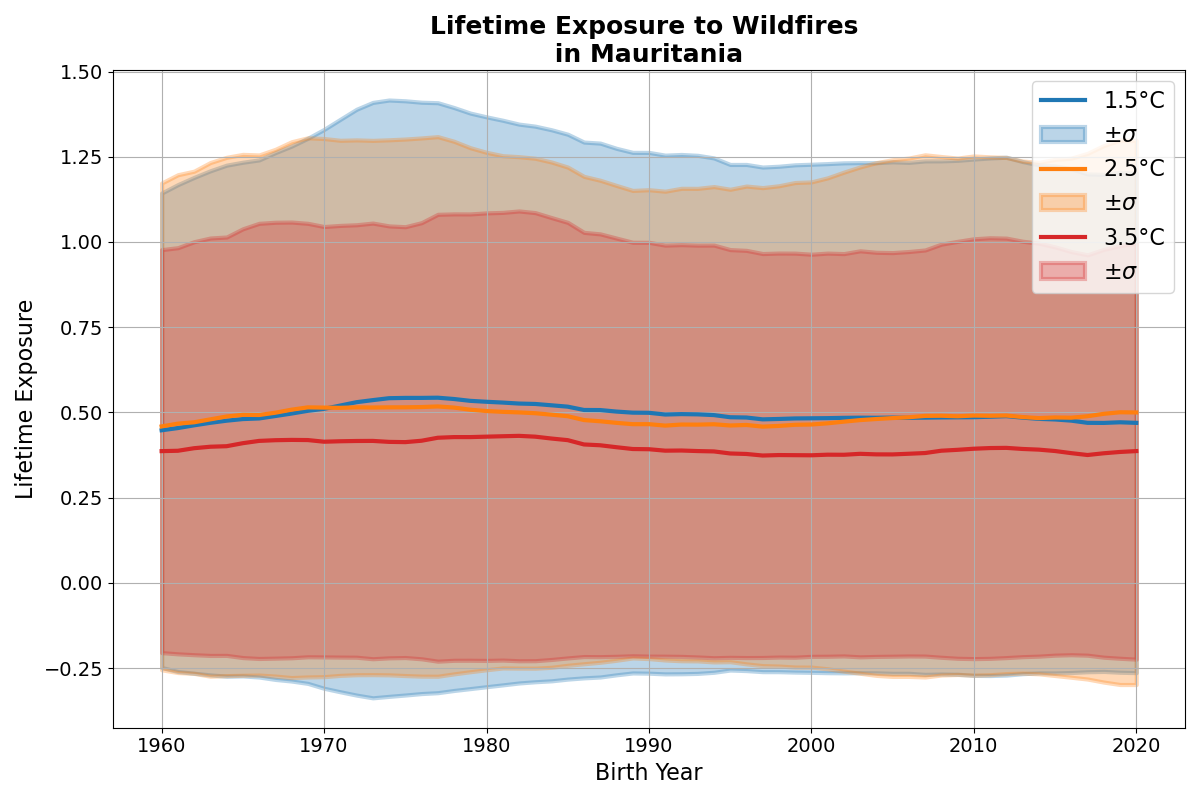 Lifetime Exposure to Wildfires
in Mauritania
Lifetime Exposure
1.50
1.25
1.00
0.75
0.50
0.25
0.00
−0.25
1.5°C
±σ
2.5°C
±σ
3.5°C
±σ
1960
1970
1980
1990
2000
2010
2020
Birth Year